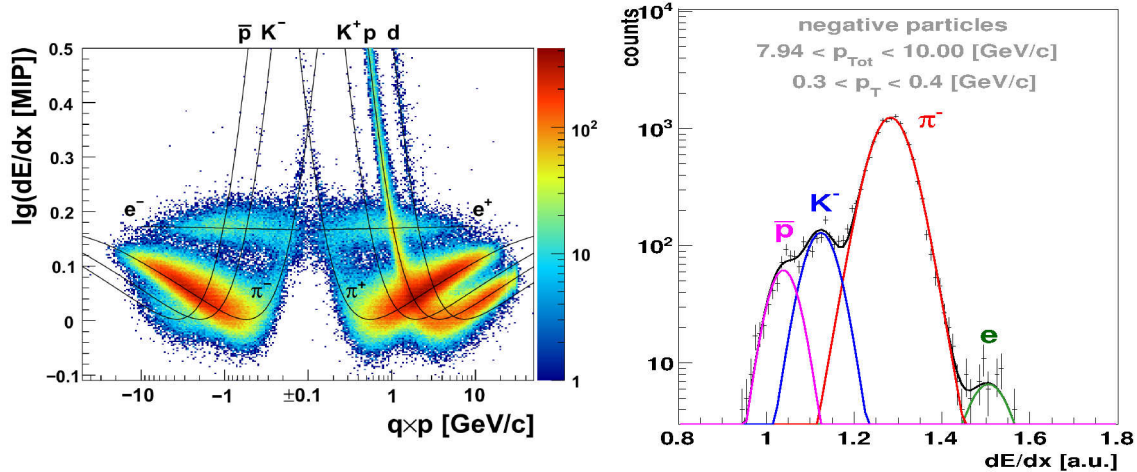 p̅ K⁻ K⁺ p d
lg(dE/dx [MIP])
0.5
0.4
0.3
0.2
0.1
0
-0.1
e⁻
e⁺
π⁻
π⁺
-10 -1 ±0.1 1 10
q×p [GeV/c]
10²
10
1
counts
10⁴
10³
10²
10
negative particles
7.94 < p_Tot < 10.00 [GeV/c]
0.3 < p_T < 0.4 [GeV/c]
π⁻
K⁻
p̅
e
0.8 1 1.2 1.4 1.6 1.8
dE/dx [a.u.]